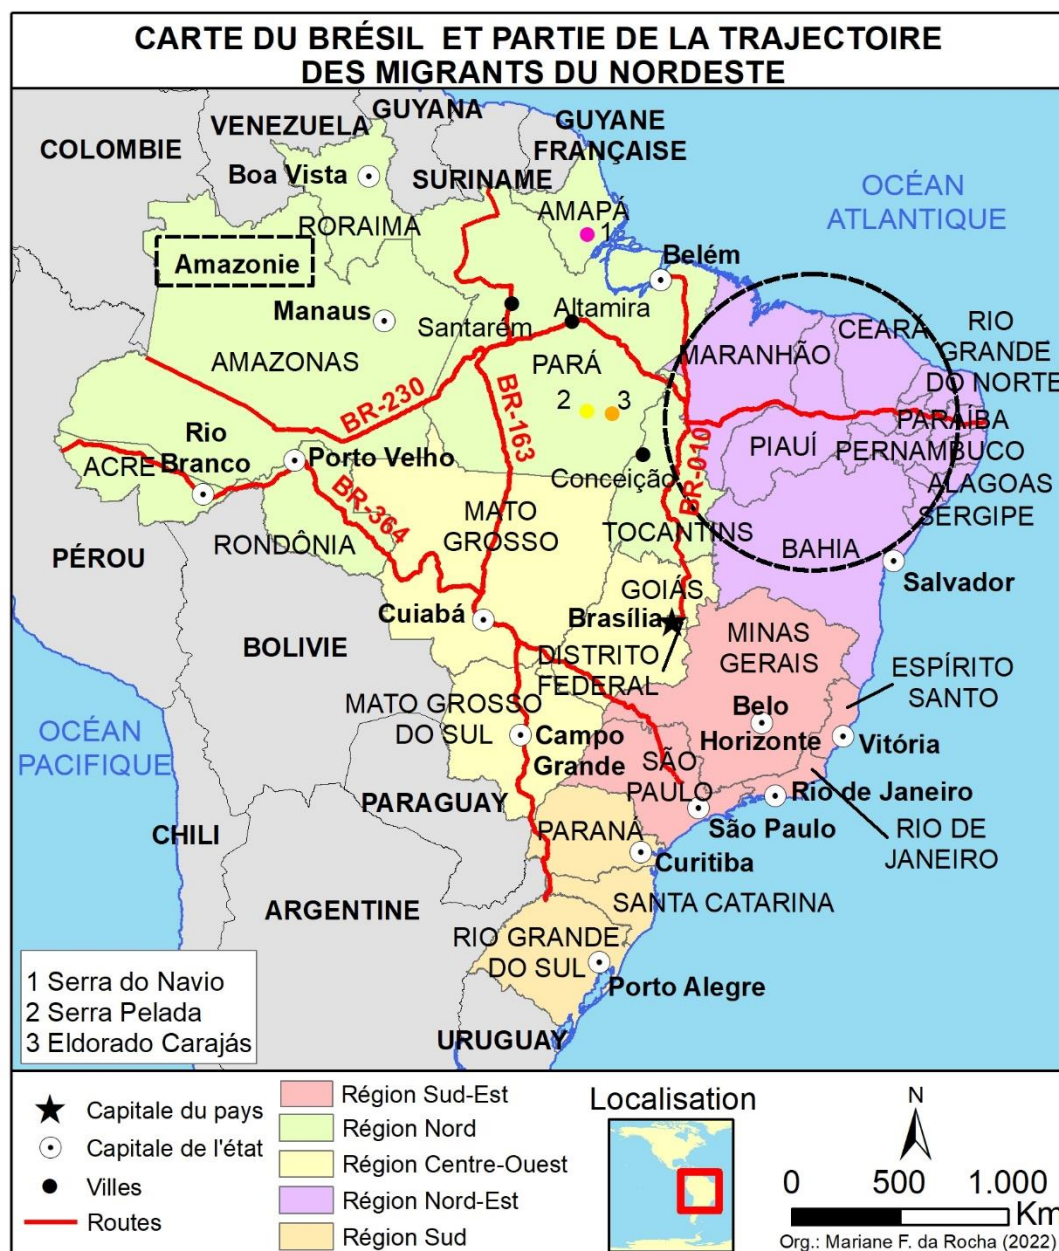 CARTE DU BRÉSIL ET PARTIE DE LA TRAJECTOIRE
DES MIGRANTS DU NORDESTE
GUYANA
VENEZUELA
GUYANE
FRANÇAISE
COLOMBIE
Boa Vista
SURINAME
OCÉAN
ATLANTIQUE
AMAPÁ
RORAIMA
1
Belém
Amazonie
Manaus
Santarém
Altamira
CEARÁ
RIO
GRANDE
DO NORTE
MARANHÃO
AMAZONAS
PARÁ
BR-230
BR-163
2
3
BR-010
PARAÍBA
PIAUÍ
PERNAMBUCO
ALAGOAS
SERGIPE
Rio
Branco
ACRE
Porto Velho
Conceição
BR-364
MATO
GROSSO
TOCANTINS
RONDÔNIA
BAHIA
PÉROU
Salvador
GOIÁS
Cuiabá
Brasília
BOLIVIE
DISTRITO
FEDERAL
MINAS
GERAIS
ESPÍRITO
SANTO
MATO GROSSO
DO SUL
Belo
Horizonte
Vitória
OCÉAN
PACIFIQUE
Campo
Grande
SÃO
PAULO
PARAGUAY
Rio de Janeiro
São Paulo
RIO DE
JANEIRO
CHILI
PARANÁ
Curitiba
SANTA CATARINA
ARGENTINE
RIO GRANDE
DO SUL
Porto Alegre
URUGUAY
1 Serra do Navio
2 Serra Pelada
3 Eldorado Carajás
Capitale du pays
Capitale de l'état
Villes
Routes
Région Sud-Est
Région Nord
Région Centre-Ouest
Région Nord-Est
Région Sud
Localisation
N
0 500 1.000
Km
Org.: Mariane F. da Rocha (2022)